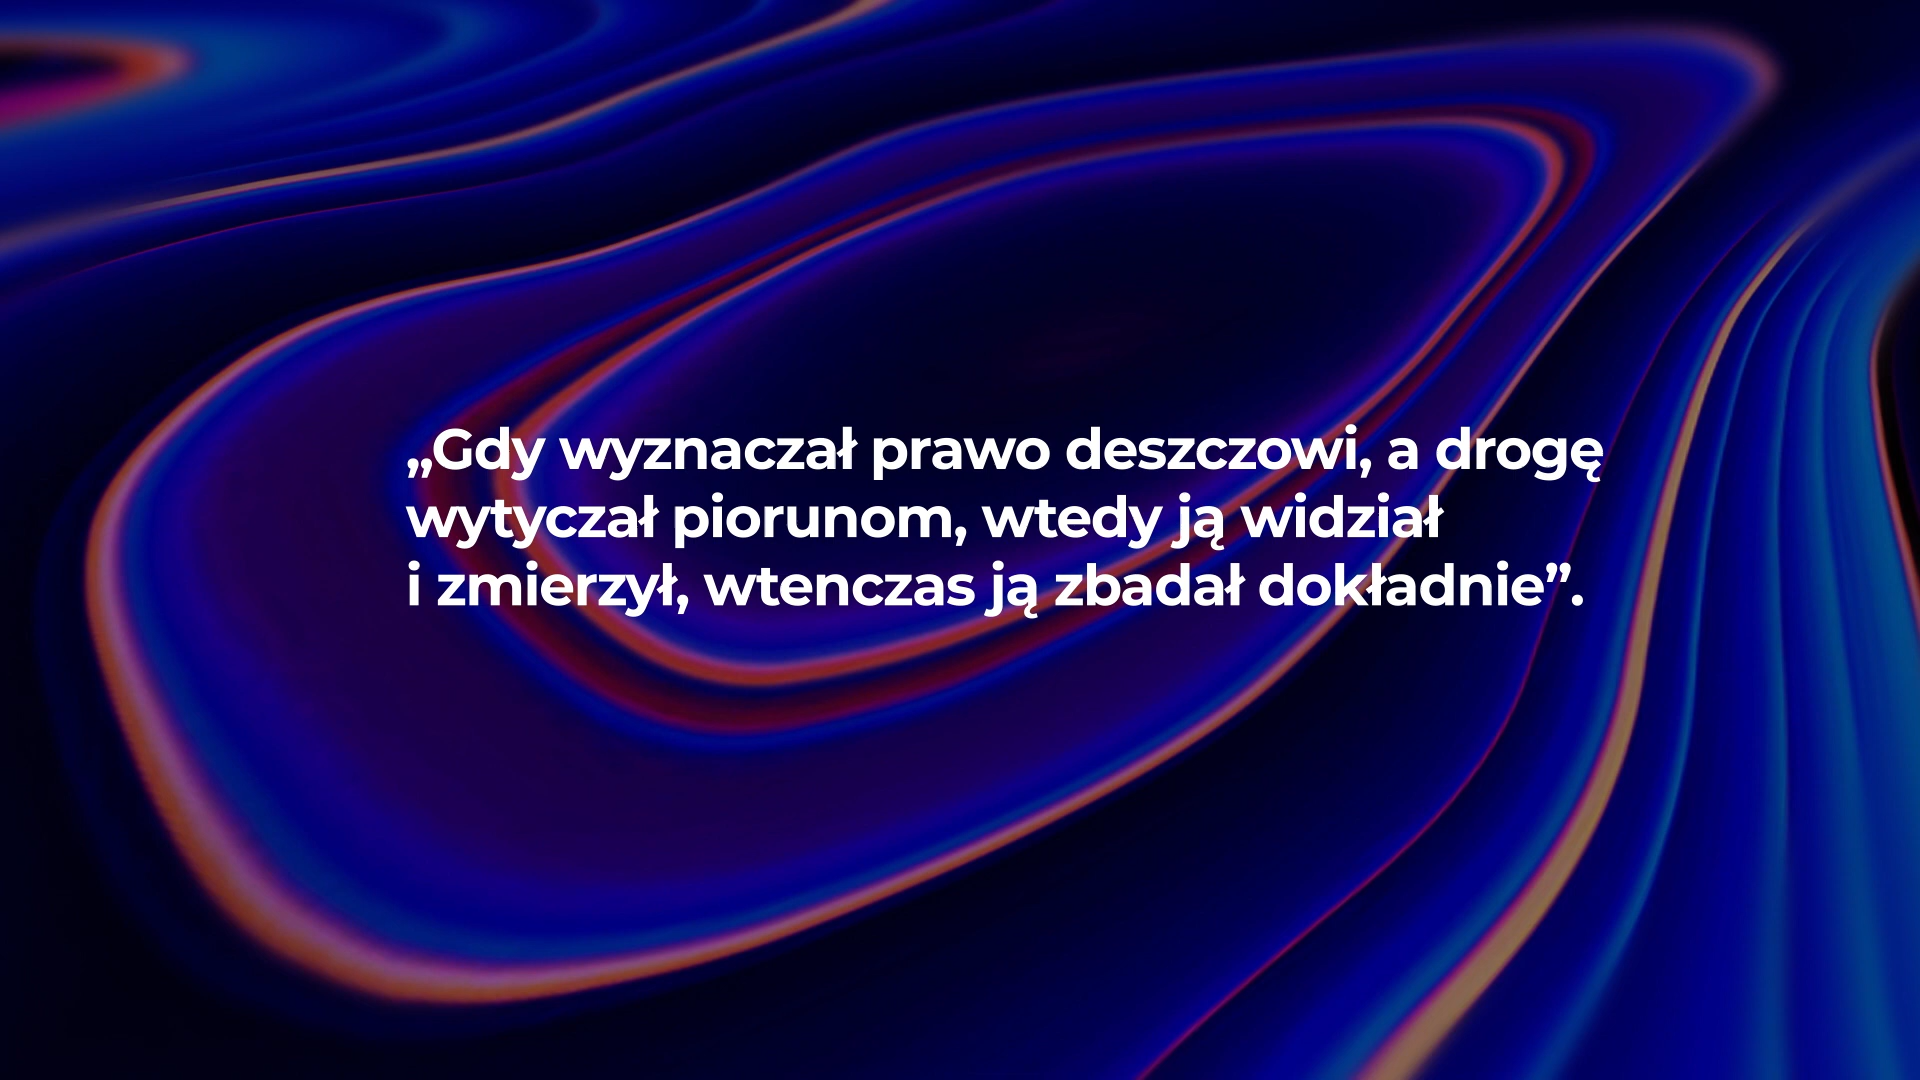 „Gdy wyznaczał prawo deszczowi, a drogę
wytyczał piorunom, wtedy ją widział
i zmierzył, wtenczas ją zbadał dokładnie”.